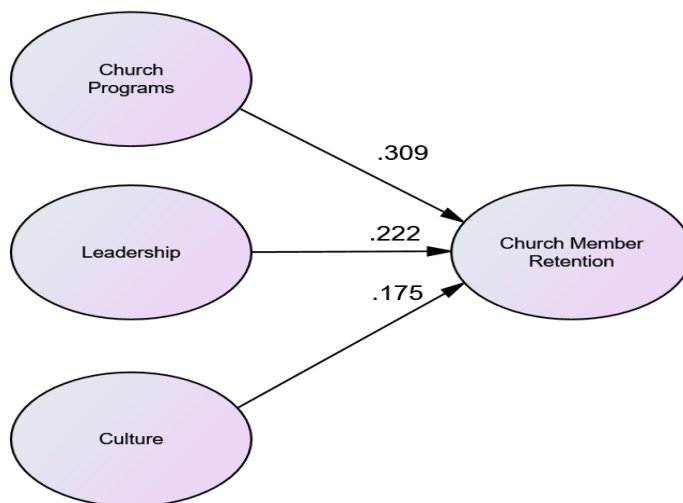 Church
Programs
.309
Leadership
.222
Church Member
Retention
.175
Culture